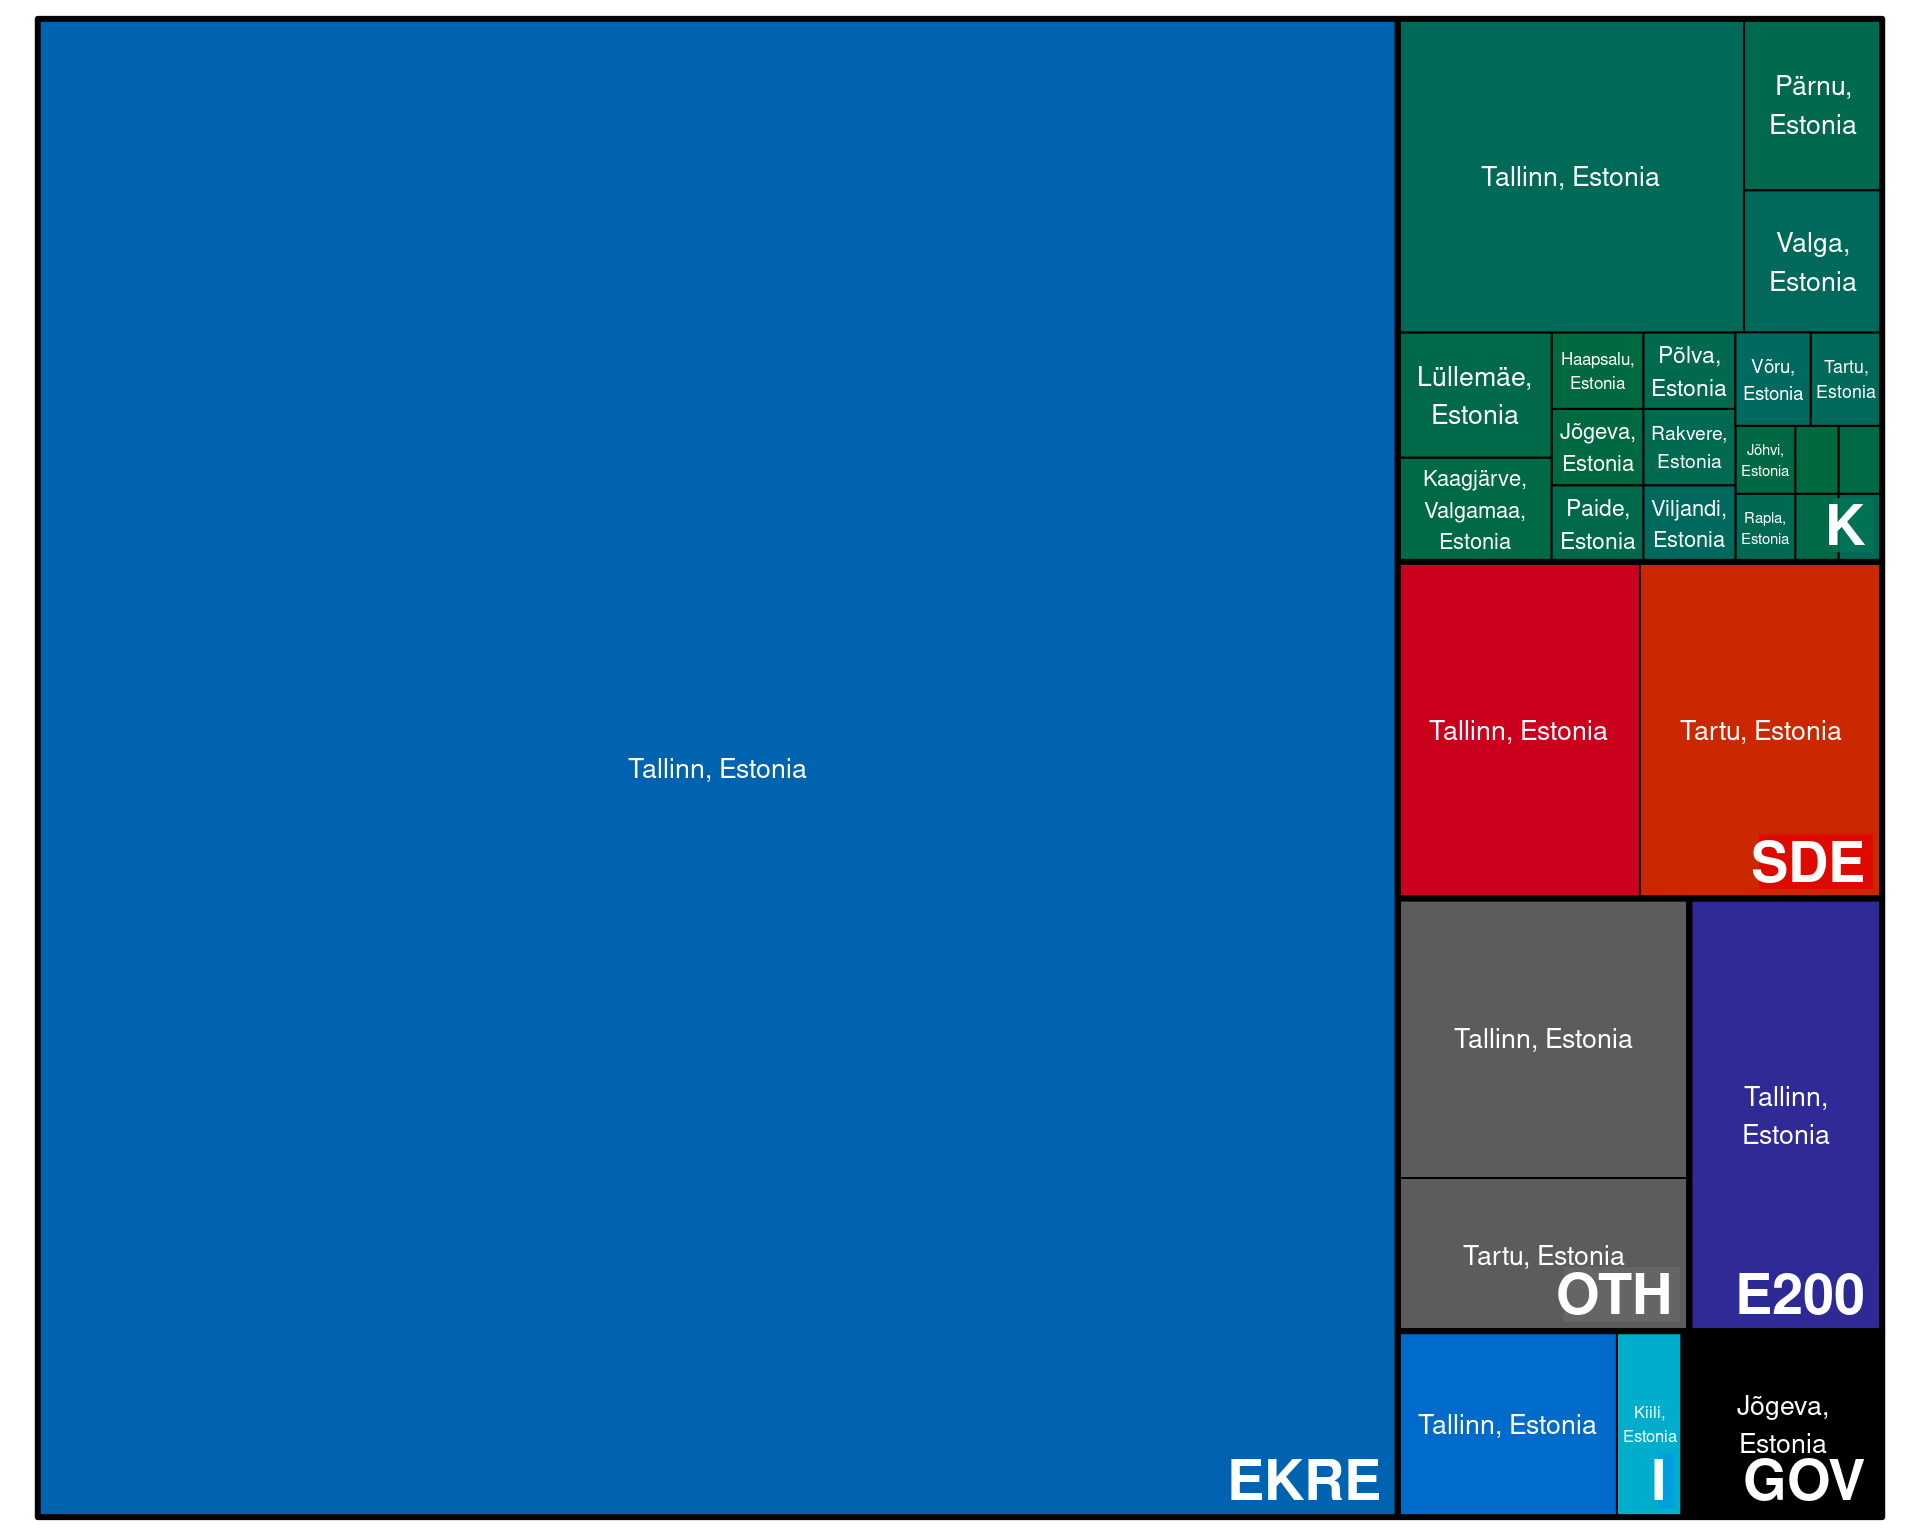 Tallinn, Estonia
EKRE
Tallinn, Estonia
Pärnu,
Estonia
Valga,
Estonia
Lüllemäe,
Estonia
Kaagjärve,
Valgamaa,
Estonia
Haapsalu,
Estonia
Jõgeva,
Estonia
Paide,
Estonia
Põlva,
Estonia
Rakvere,
Estonia
Viljandi,
Estonia
Võru,
Estonia
Tartu,
Estonia
Jõhvi,
Estonia
Rapla,
Estonia
K
Tallinn, Estonia
Tartu, Estonia
SDE
Tallinn, Estonia
Tartu, Estonia
OTH
Tallinn,
Estonia
E200
Tallinn, Estonia
Kiili,
Estonia
I
Jõgeva,
Estonia
GOV